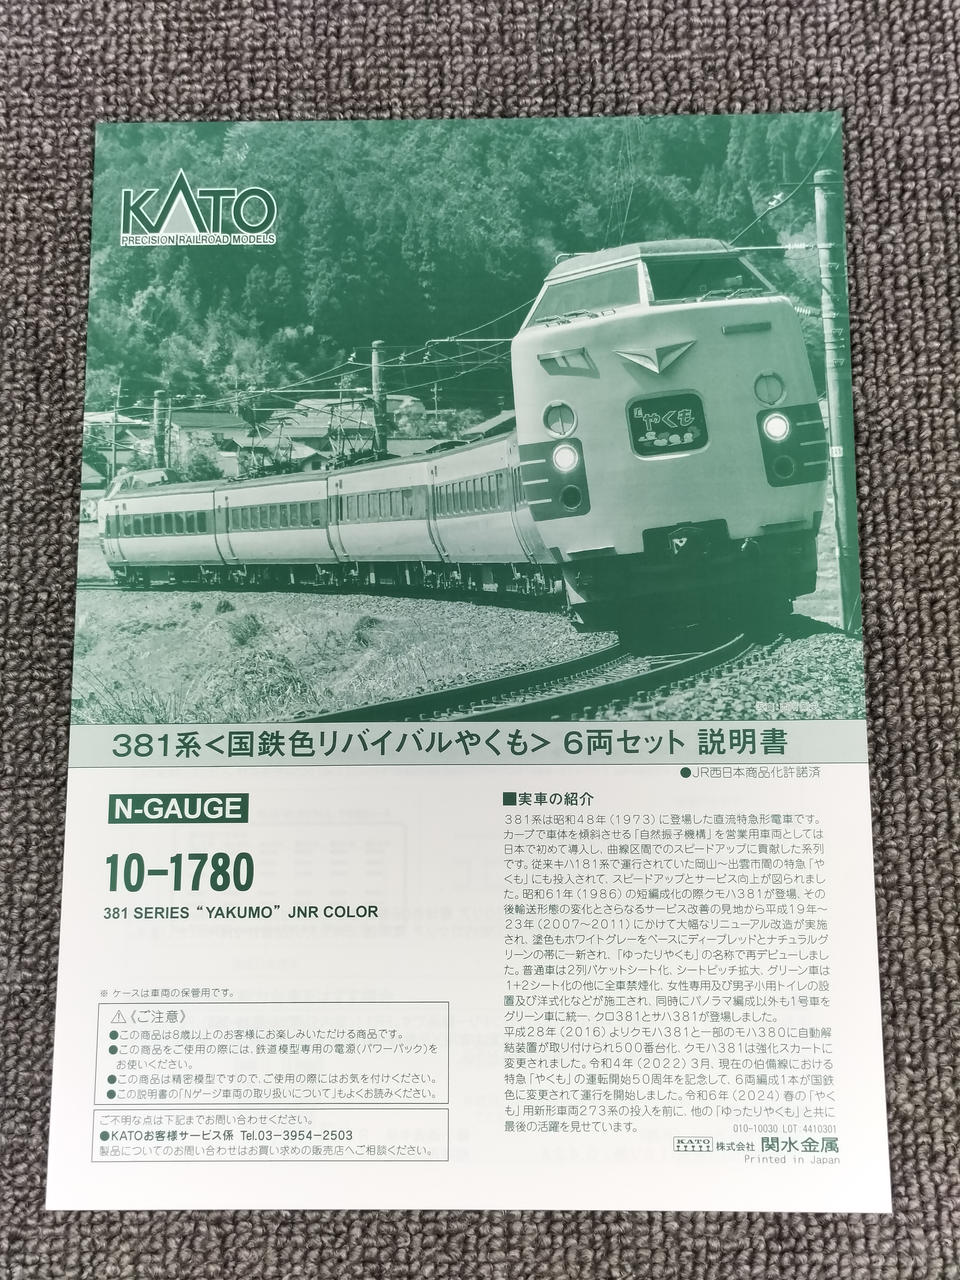 KATO
PRECISION RAILROAD MODELS
やくも
381系<国鉄色リバイバルやくも> 6両セット 説明書
●JR西日本商品化許諾済
N-GAUGE
10-1780
381 SERIES “YAKUMO” JNR COLOR
※ ケースは車両の保管用です。
⚠《ご注意》
●この商品は8歳以上のお客様にお楽しみいただける商品です。
●この商品をご使用の際には、鉄道模型専用の電源(パワーパック)を
お使いください。
●この商品は精密模型ですので、ご使用の際にはお気を付けください。
●この説明書の「Nゲージ車両の取り扱いについて」もよくお読みください。
ご不明な点は下記までお問い合わせください。
●KATOお客様サービス係 Tel.03-3954-2503
製品についてのお問い合わせはお買い求めの販売店へご相談ください。
■実車の紹介
381系は昭和48年(1973)に登場した直流特急形電車です。
カーブで車体を傾斜させる「自然振子機構」を営業用車両としては
日本で初めて導入し、曲線区間でのスピードアップに貢献した系列
です。従来キハ181系で運行されていた岡山～出雲市間の特急「や
くも」にも投入されて、スピードアップとサービス向上が図られまし
た。昭和61年(1986)の短編成化の際クモハ381が登場、その
後輸送形態の変化とさらなるサービス改善の見地から平成19年～
23年(2007～2011)にかけて大幅なリニューアル改造が実施
され、塗色もホワイトグレーをベースにディープレッドとナチュラルグ
リーンの帯に一新され、「ゆったりやくも」の名称で再デビューしまし
た。普通車は2列バケットシート化、シートピッチ拡大、グリーン車は
1+2シート化の他に全車禁煙化、女性専用及び男子小用トイレの設
置及び洋式化などが施工され、同時にパノラマ編成以外も1号車を
グリーン車に統一、クロ381とサハ381が登場しました。
平成28年(2016)よりクモハ381と一部のモハ380に自動解
結装置が取り付けられ500番台化、クモハ381は強化スカートに
変更されました。令和4年(2022)3月、現在の伯備線における
特急「やくも」の運転開始50周年を記念して、6両編成1本が国鉄
色に変更されて運行を開始しました。令和6年(2024)春の「やく
も」用新形車両273系の投入を前に、他の「ゆったりやくも」と共に
最後の活躍を見せています。
010-10030 LOT:4410301
KATO 株式会社 関水金属
Printed in Japan